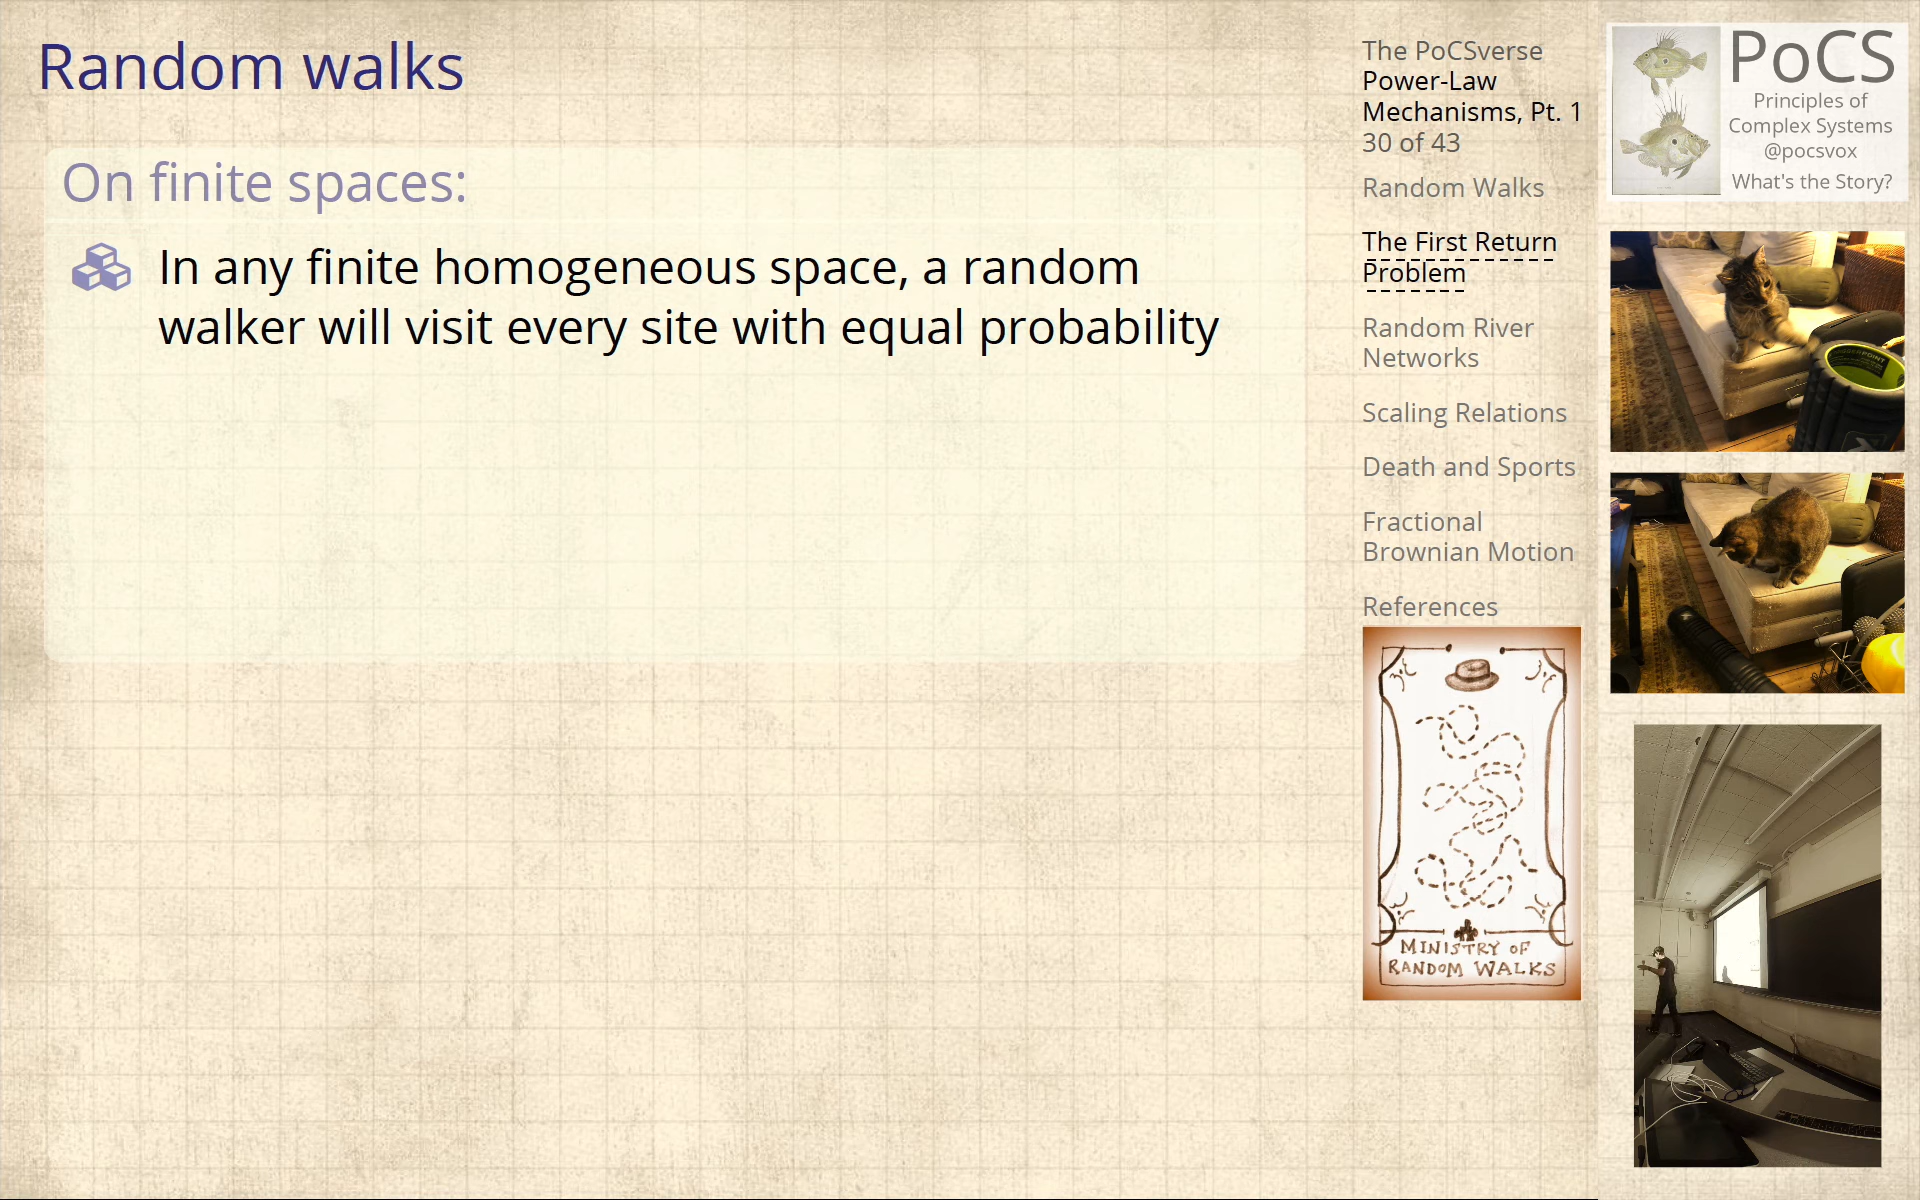 Random walks
On finite spaces:
In any finite homogeneous space, a random
walker will visit every site with equal probability
The PoCSverse
Power-Law
Mechanisms, Pt. 1
30 of 43
Random Walks
The First Return
Problem
Random River
Networks
Scaling Relations
Death and Sports
Fractional
Brownian Motion
References
MINISTRY OF
RANDOM WALKS
PoCS
Principles of
Complex Systems
@pocsvox
What's the Story?